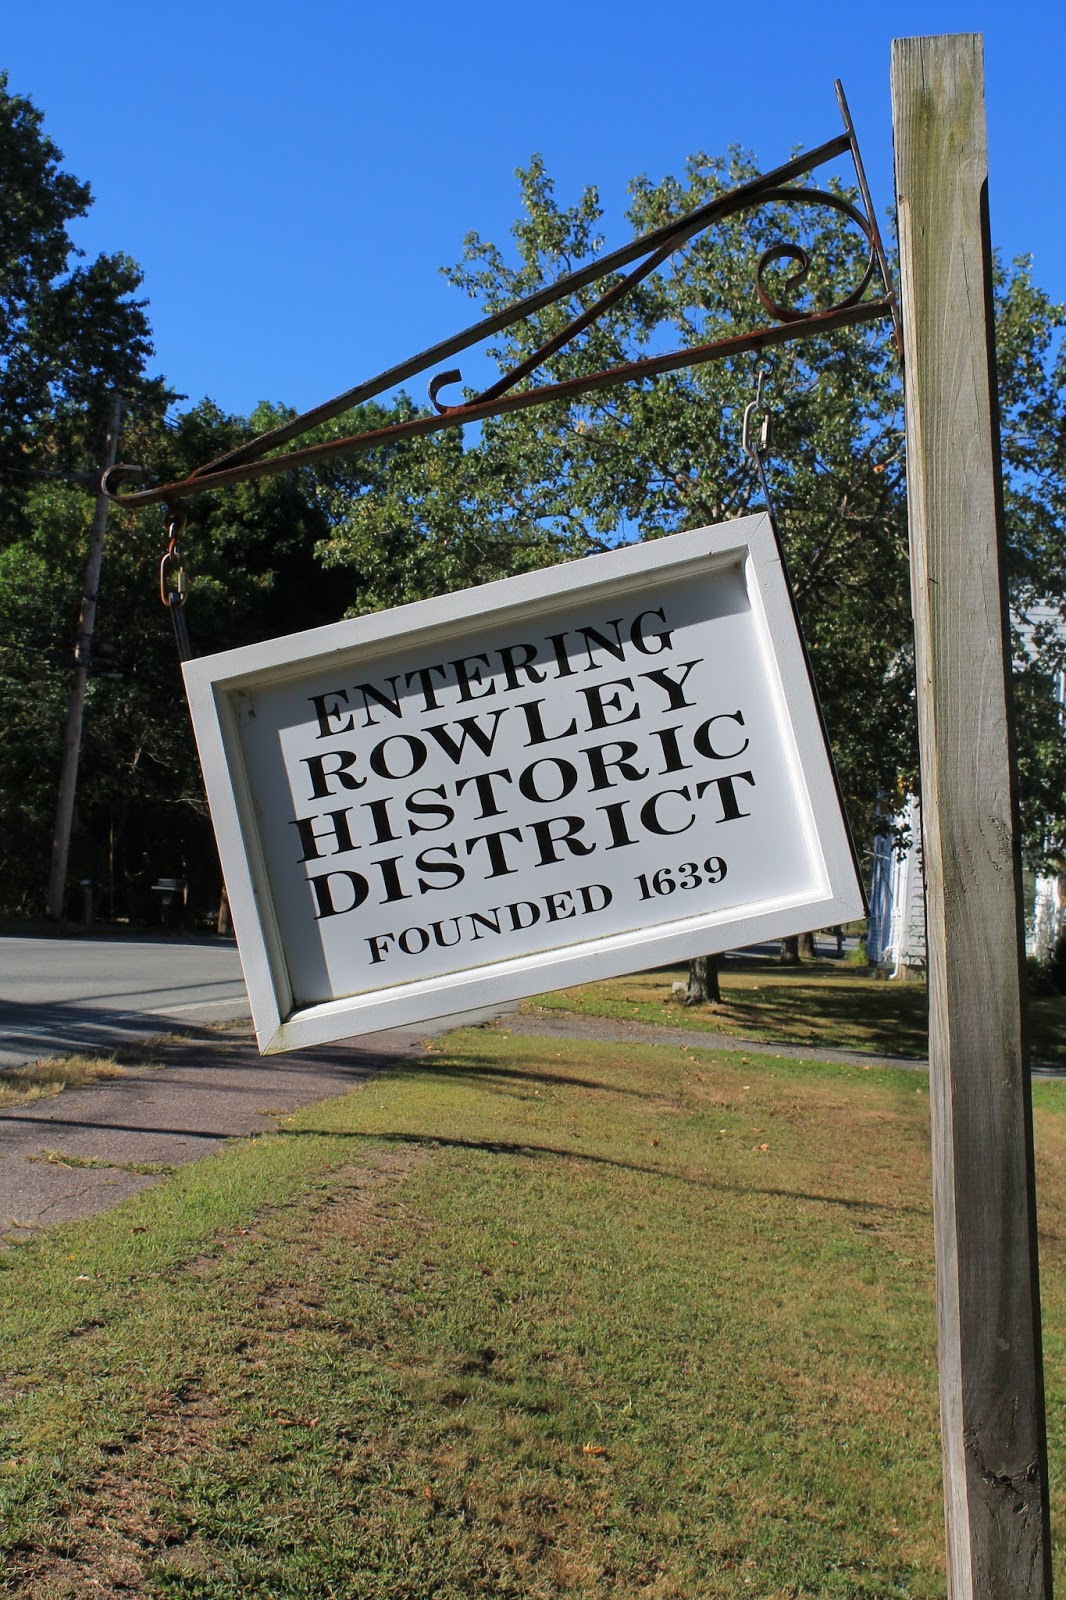 ENTERING
ROWLEY
HISTORIC
DISTRICT
FOUNDED 1639